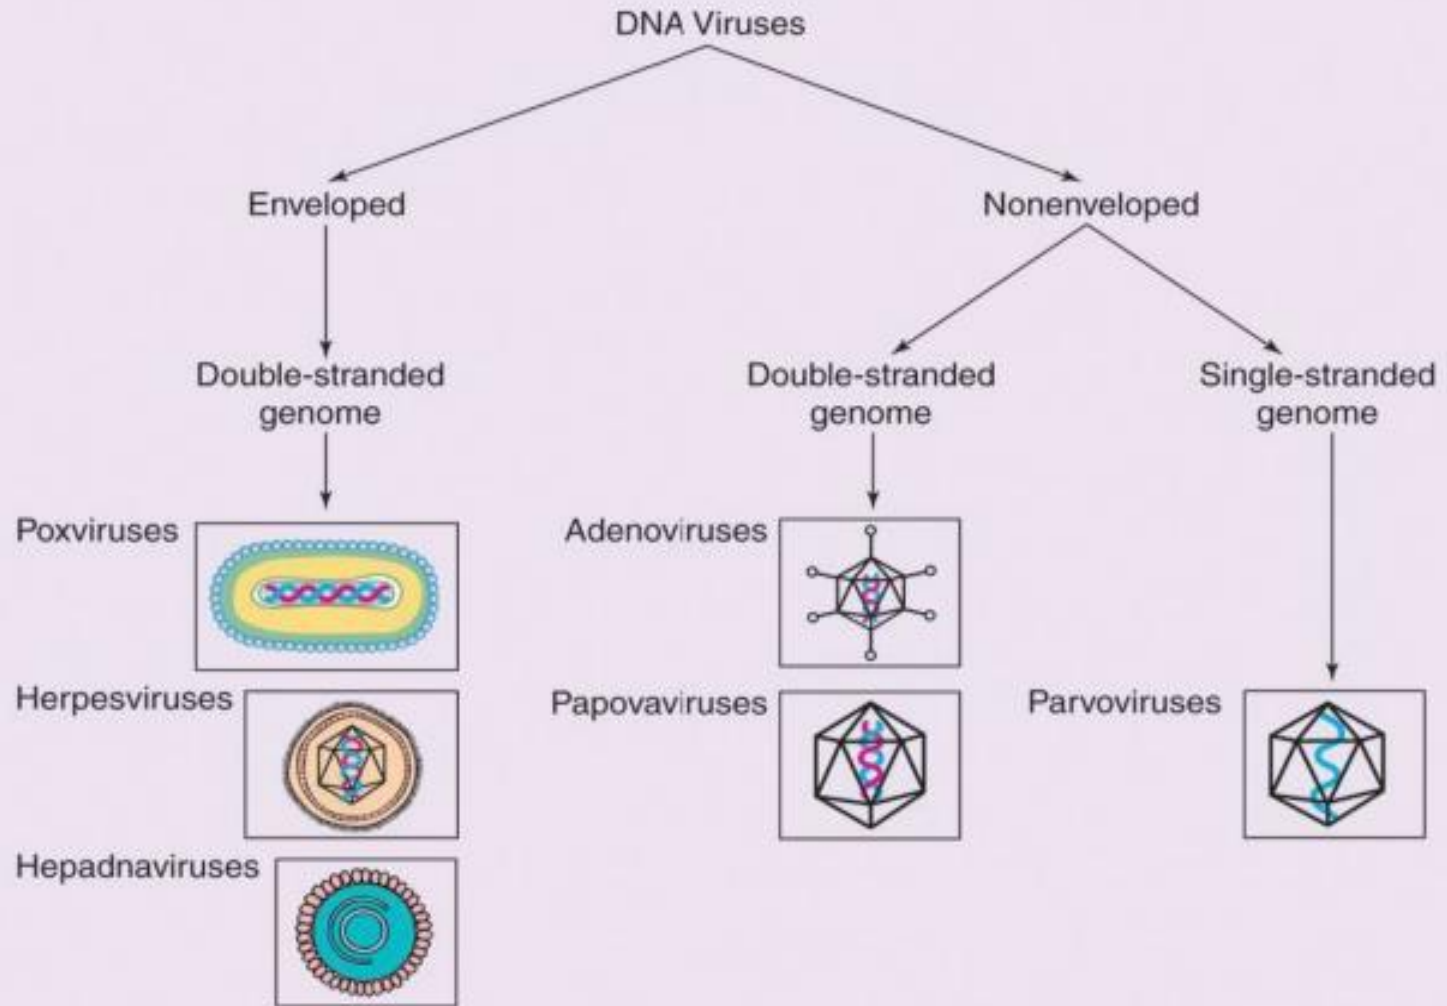 DNA Viruses
Enveloped
Nonenveloped
Double-stranded
genome
Double-stranded
genome
Single-stranded
genome
Poxviruses
Adenoviruses
Herpesviruses
Papovaviruses
Parvoviruses
Hepadnaviruses